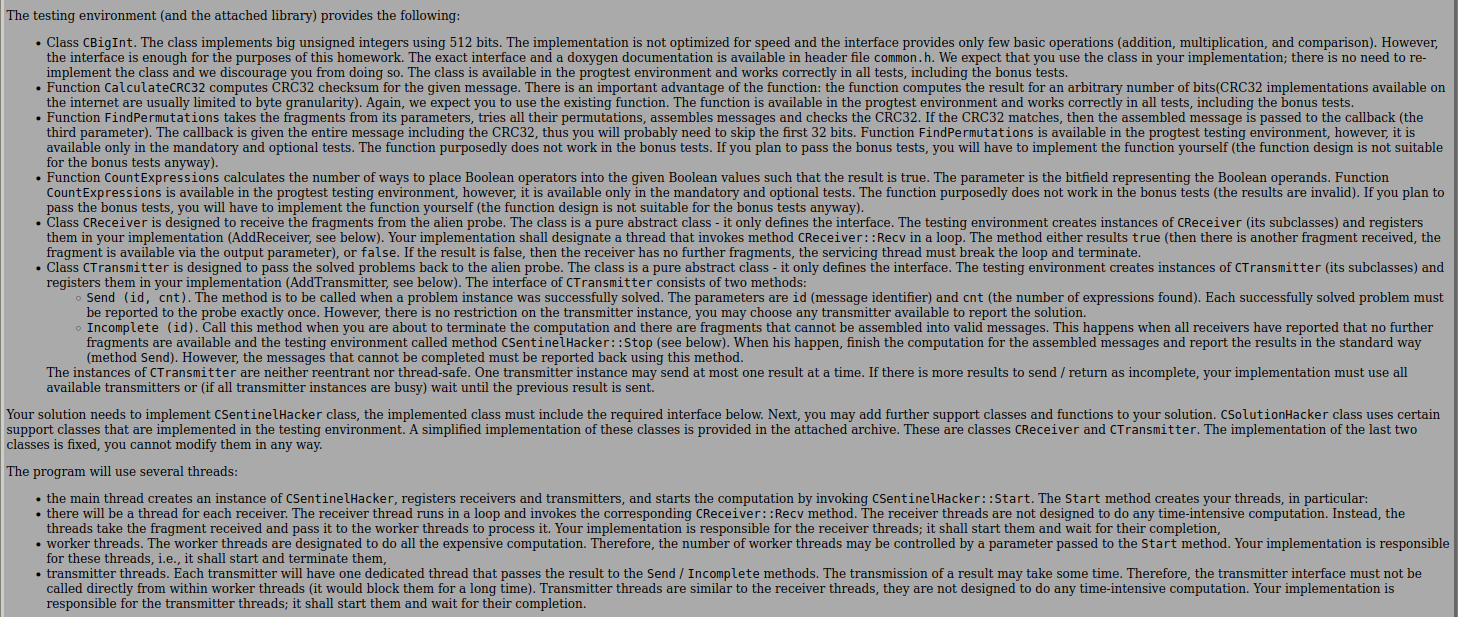 The testing environment (and the attached library) provides the following:
• Class CBigInt. The class implements big unsigned integers using 512 bits. The implementation is not optimized for speed and the interface provides only few basic operations (addition, multiplication, and comparison). However,
the interface is enough for the purposes of this homework. The exact interface and a doxygen documentation is available in header file common.h. We expect that you use the class in your implementation; there is no need to re-
implement the class and we discourage you from doing so. The class is available in the progtest environment and works correctly in all tests, including the bonus tests.
• Function CalculateCRC32 computes CRC32 checksum for the given message. There is an important advantage of the function: the function computes the result for an arbitrary number of bits(CRC32 implementations available on
the internet are usually limited to byte granularity). Again, we expect you to use the existing function. The function is available in the progtest environment and works correctly in all tests, including the bonus tests.
• Function FindPermutations takes the fragments from its parameters, tries all their permutations, assembles messages and checks the CRC32. If the CRC32 matches, then the assembled message is passed to the callback (the
third parameter). The callback is given the entire message including the CRC32, thus you will probably need to skip the first 32 bits. Function FindPermutations is available in the progtest testing environment, however, it is
available only in the mandatory and optional tests. The function purposedly does not work in the bonus tests. If you plan to pass the bonus tests, you will have to implement the function yourself (the function design is not suitable
for the bonus tests anyway).
• Function CountExpressions calculates the number of ways to place Boolean operators into the given Boolean values such that the result is true. The parameter is the bitfield representing the Boolean operands. Function
CountExpressions is available in the progtest testing environment, however, it is available only in the mandatory and optional tests. The function purposedly does not work in the bonus tests (the results are invalid). If you plan to
pass the bonus tests, you will have to implement the function yourself (the function design is not suitable for the bonus tests anyway).
• Class CReceiver is designed to receive the fragments from the alien probe. The class is a pure abstract class - it only defines the interface. The testing environment creates instances of CReceiver (its subclasses) and registers
them in your implementation (AddReceiver, see below). Your implementation shall designate a thread that invokes method CReceiver::Recv in a loop. The method either results true (then there is another fragment received, the
fragment is available via the output parameter), or false. If the result is false, then the receiver has no further fragments, the servicing thread must break the loop and terminate.
• Class CTransmitter is designed to pass the solved problems back to the alien probe. The class is a pure abstract class - it only defines the interface. The testing environment creates instances of CTransmitter (its subclasses) and
registers them in your implementation (AddTransmitter, see below). The interface of CTransmitter consists of two methods:
◦ Send (id, cnt). The method is to be called when a problem instance was successfully solved. The parameters are id (message identifier) and cnt (the number of expressions found). Each successfully solved problem must
be reported to the probe exactly once. However, there is no restriction on the transmitter instance, you may choose any transmitter available to report the solution.
◦ Incomplete (id). Call this method when you are about to terminate the computation and there are fragments that cannot be assembled into valid messages. This happens when all receivers have reported that no further
fragments are available and the testing environment called method CSentinelHacker::Stop (see below). When his happen, finish the computation for the assembled messages and report the results in the standard way
(method Send). However, the messages that cannot be completed must be reported back using this method.
The instances of CTransmitter are neither reentrant nor thread-safe. One transmitter instance may send at most one result at a time. If there is more results to send / return as incomplete, your implementation must use all
available transmitters or (if all transmitter instances are busy) wait until the previous result is sent.
Your solution needs to implement CSentinelHacker class, the implemented class must include the required interface below. Next, you may add further support classes and functions to your solution. CSolutionHacker class uses certain
support classes that are implemented in the testing environment. A simplified implementation of these classes is provided in the attached archive. These are classes CReceiver and CTransmitter. The implementation of the last two
classes is fixed, you cannot modify them in any way.
The program will use several threads:
• the main thread creates an instance of CSentinelHacker, registers receivers and transmitters, and starts the computation by invoking CSentinelHacker::Start. The Start method creates your threads, in particular:
• there will be a thread for each receiver. The receiver thread runs in a loop and invokes the corresponding CReceiver::Recv method. The receiver threads are not designed to do any time-intensive computation. Instead, the
threads take the fragment received and pass it to the worker threads to process it. Your implementation is responsible for the receiver threads; it shall start them and wait for their completion,
• worker threads. The worker threads are designated to do all the expensive computation. Therefore, the number of worker threads may be controlled by a parameter passed to the Start method. Your implementation is responsible
for these threads, i.e., it shall start and terminate them,
• transmitter threads. Each transmitter will have one dedicated thread that passes the result to the Send / Incomplete methods. The transmission of a result may take some time. Therefore, the transmitter interface must not be
called directly from within worker threads (it would block them for a long time). Transmitter threads are similar to the receiver threads, they are not designed to do any time-intensive computation. Your implementation is
responsible for the transmitter threads; it shall start them and wait for their completion.